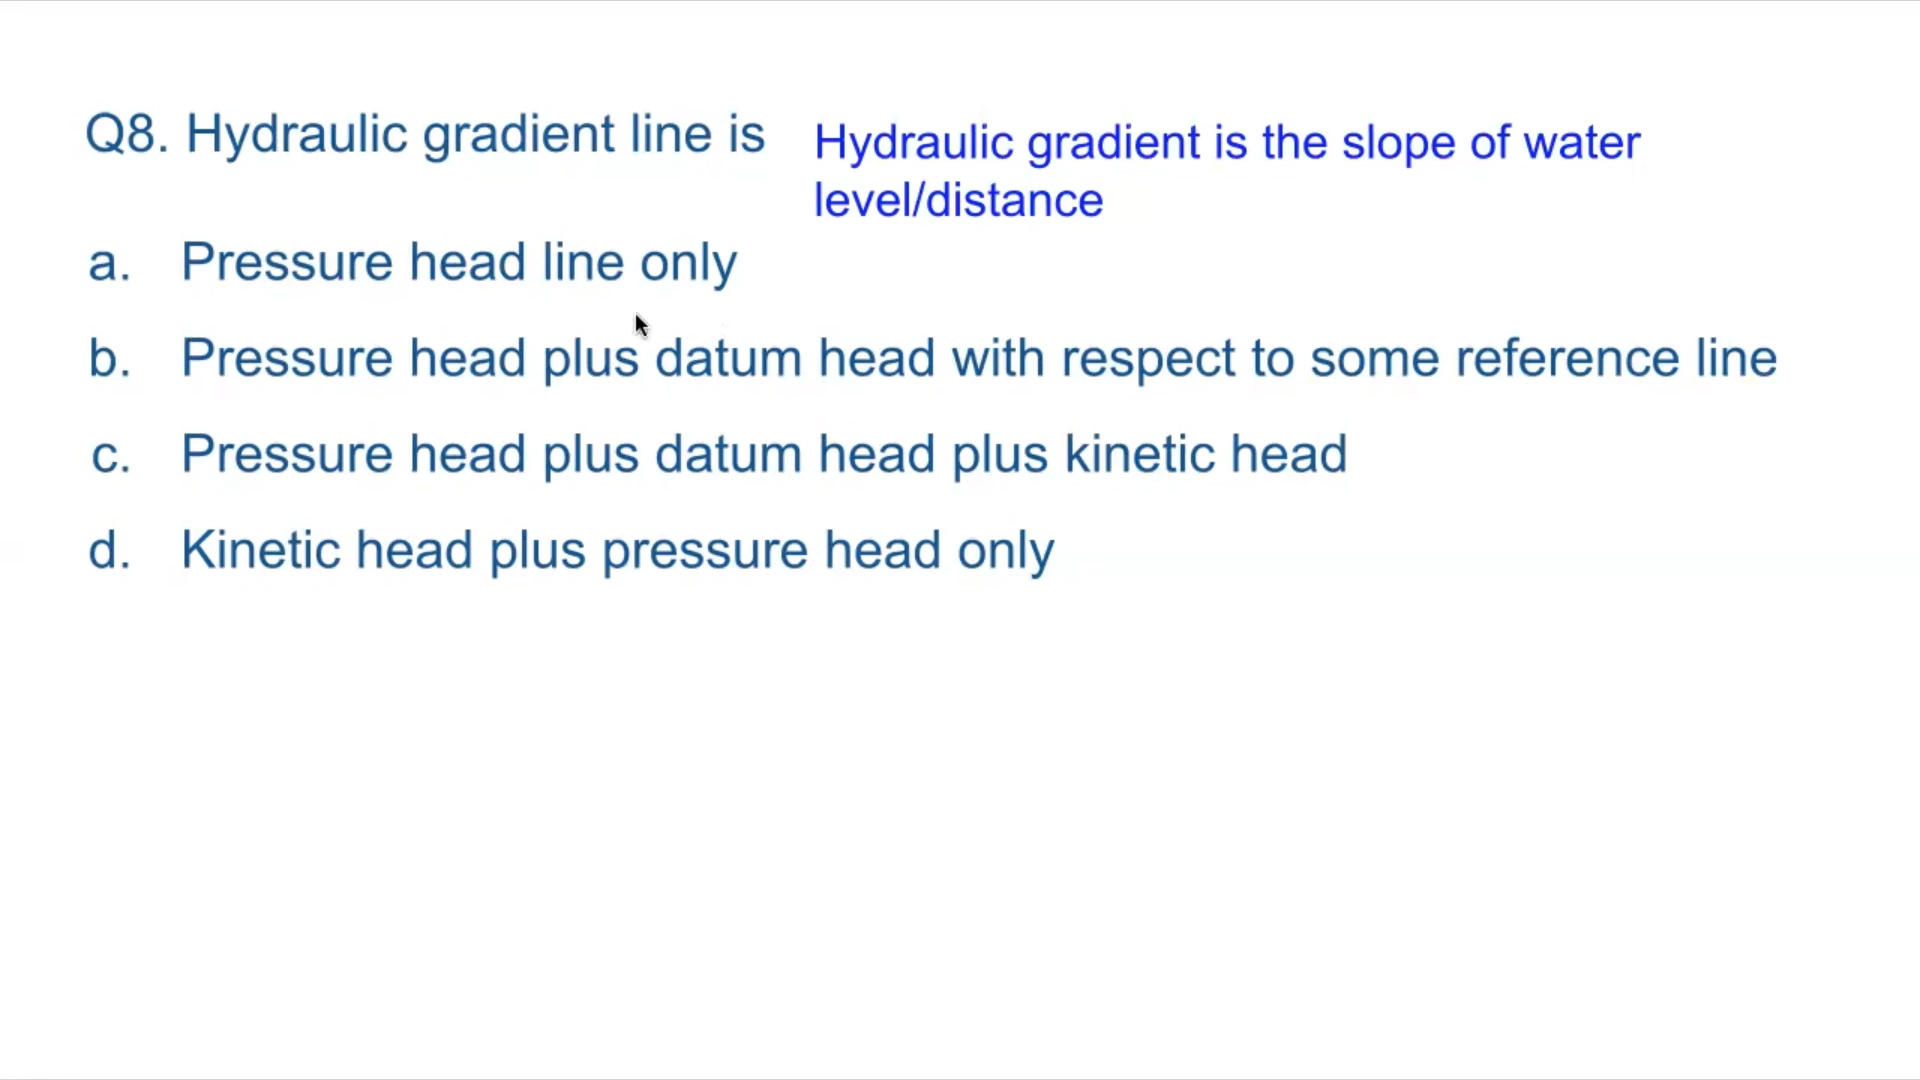 Q8. Hydraulic gradient line is
Hydraulic gradient is the slope of water
level/distance
a. Pressure head line only
b. Pressure head plus datum head with respect to some reference line
c. Pressure head plus datum head plus kinetic head
d. Kinetic head plus pressure head only